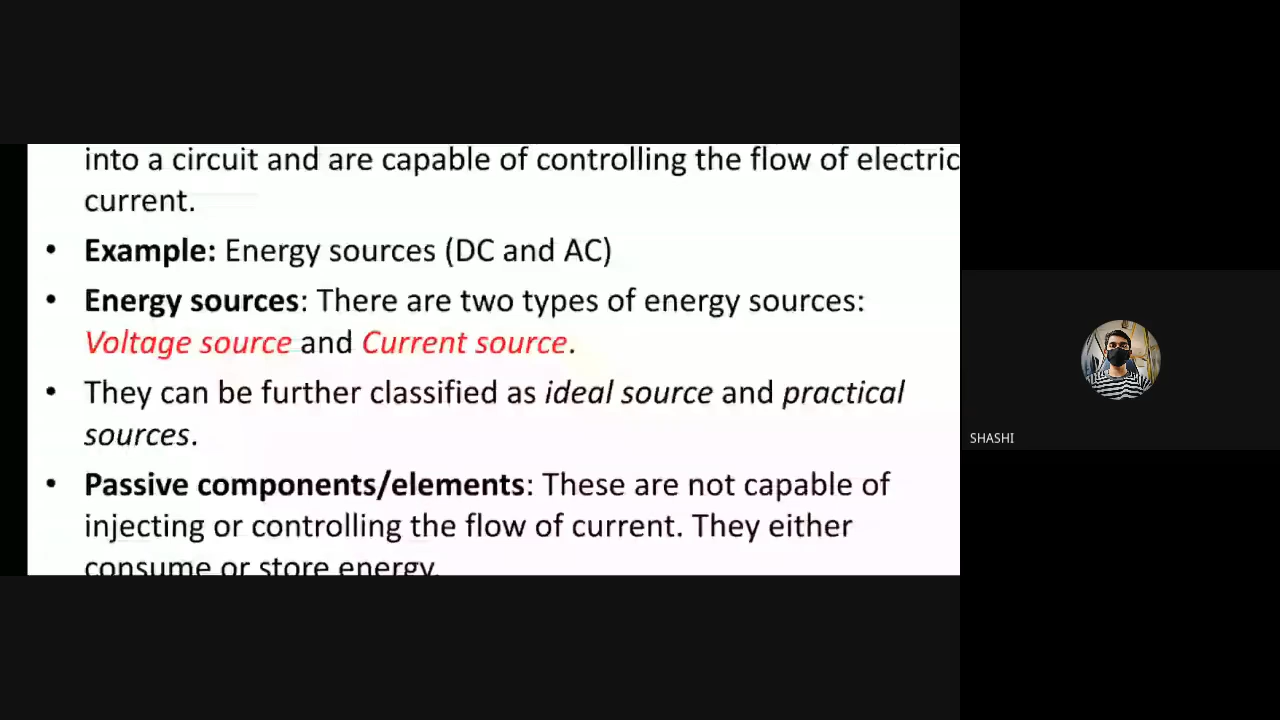 into a circuit and are capable of controlling the flow of electric
current.
• Example: Energy sources (DC and AC)
• Energy sources: There are two types of energy sources:
Voltage source and Current source.
• They can be further classified as ideal source and practical
sources.
• Passive components/elements: These are not capable of
injecting or controlling the flow of current. They either
consume or store energy.
SHASHI